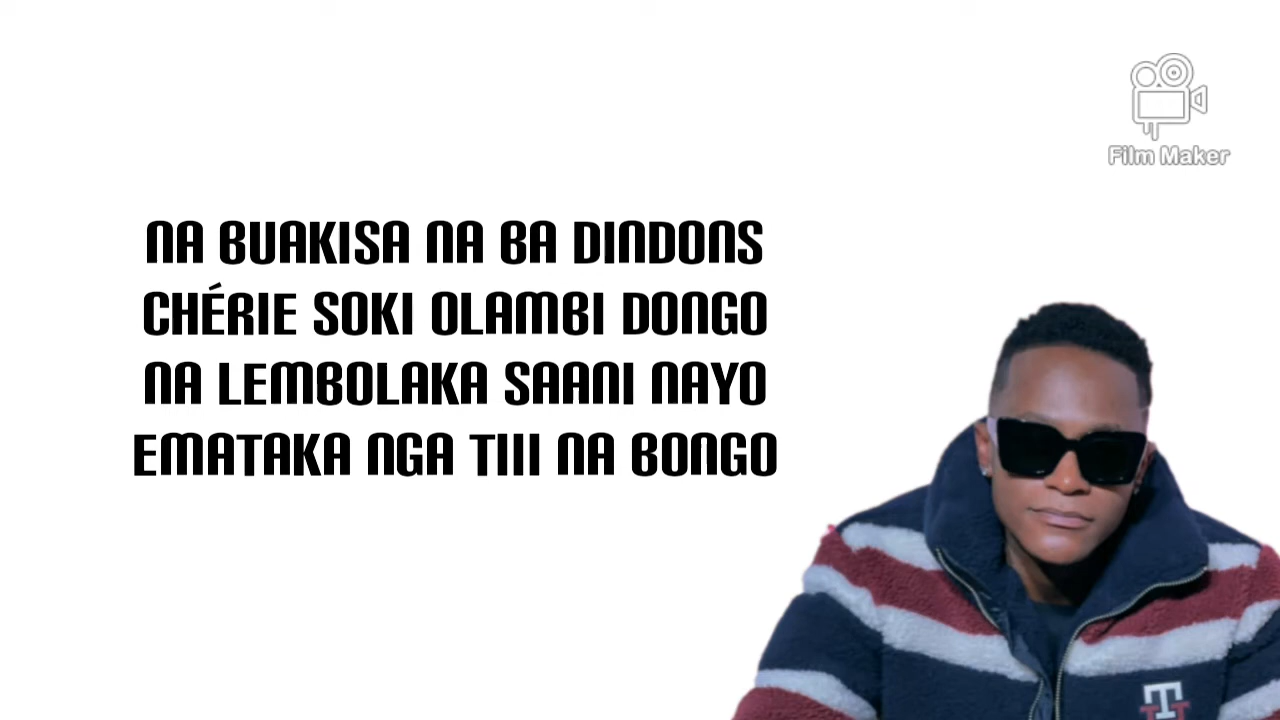 Film Maker
NA BUAKISA NA BA DINDONS
CHÉRIE SOKI OLAMBI DONGO
NA LEMBOLAKA SAANI NAYO
EMATAKA NGA TIII NA BONGO